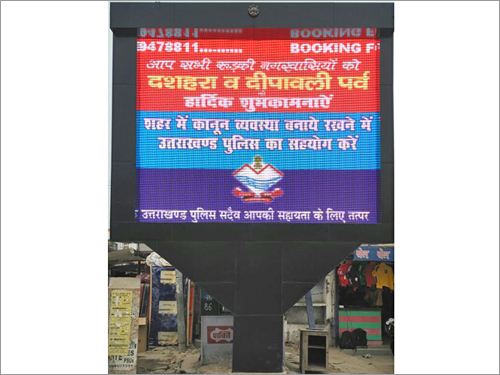 9478811..........
BOOKING F
आप सभी रूड़की नगरवासियों को
दशहरा व दीपावली पर्व
की
हार्दिक शुभकामनाऐं
शहर में कानून व्यवस्था बनाये रखने में
उत्तराखण्ड पुलिस का सहयोग करें
उत्तराखण्ड पुलिस सदैव आपकी सहायता के लिए तत्पर